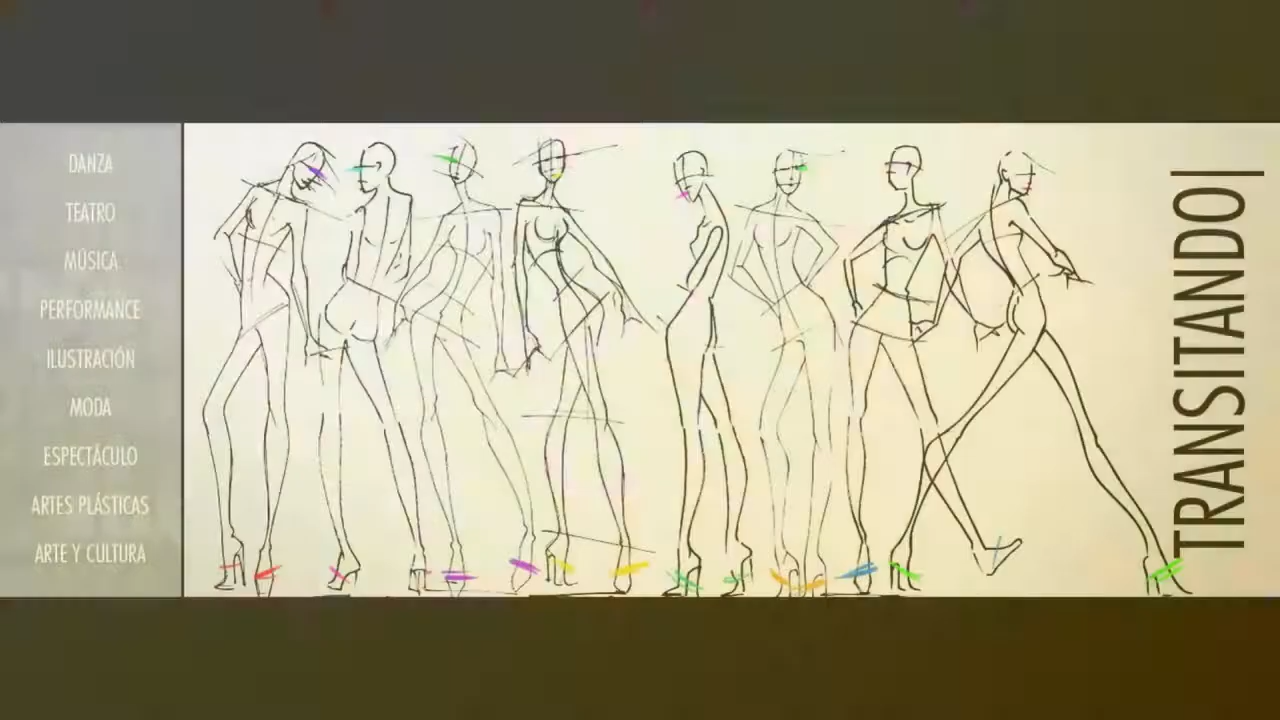 DANZA
TEATRO
MÚSICA
PERFORMANCE
ILUSTRACIÓN
MODA
ESPECTÁCULO
ARTES PLÁSTICAS
ARTE Y CULTURA
TRANSITANDO|